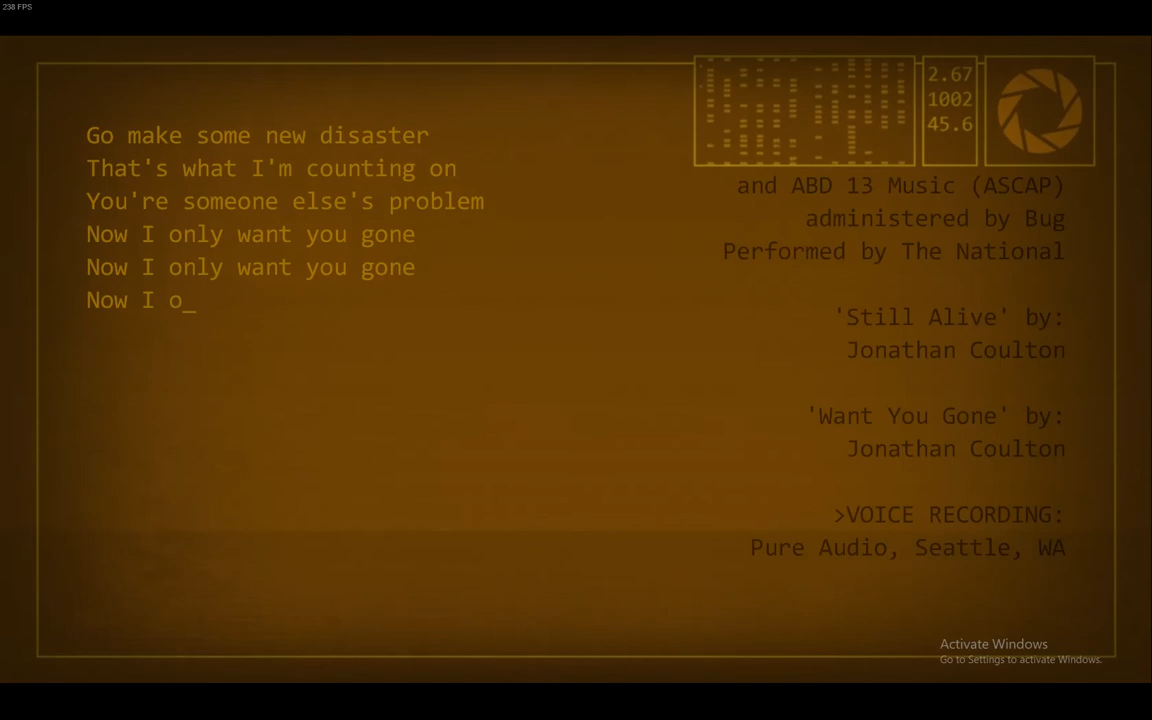 238 FPS
2.67
1002
45.6
Go make some new disaster
That's what I'm counting on
You're someone else's problem
Now I only want you gone
Now I only want you gone
Now I o_
and ABD 13 Music (ASCAP)
administered by Bug
Performed by The National
'Still Alive' by:
Jonathan Coulton
'Want You Gone' by:
Jonathan Coulton
>VOICE RECORDING:
Pure Audio, Seattle, WA
Activate Windows
Go to Settings to activate Windows.